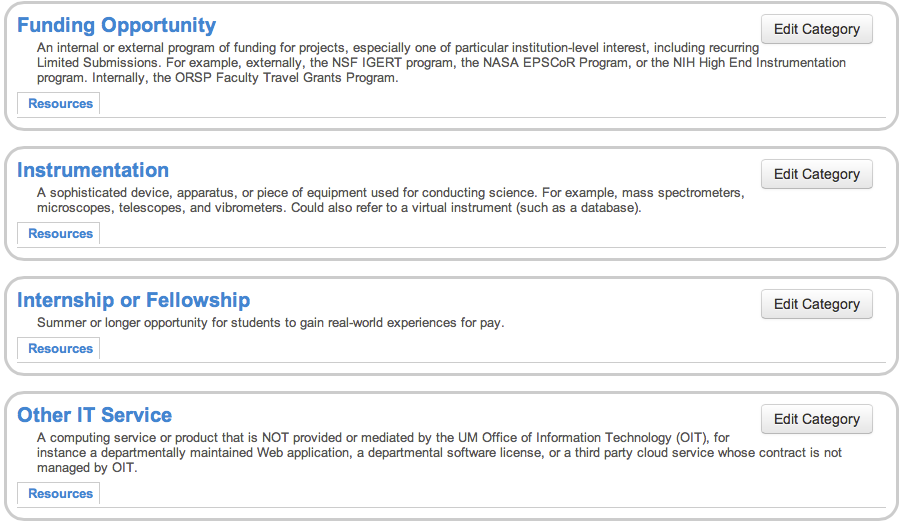 Funding Opportunity
Edit Category
An internal or external program of funding for projects, especially one of particular institution-level interest, including recurring
Limited Submissions. For example, externally, the NSF IGERT program, the NASA EPSCoR Program, or the NIH High End Instrumentation
program. Internally, the ORSP Faculty Travel Grants Program.
Resources
Instrumentation
Edit Category
A sophisticated device, apparatus, or piece of equipment used for conducting science. For example, mass spectrometers,
microscopes, telescopes, and vibrometers. Could also refer to a virtual instrument (such as a database).
Resources
Internship or Fellowship
Edit Category
Summer or longer opportunity for students to gain real-world experiences for pay.
Resources
Other IT Service
Edit Category
A computing service or product that is NOT provided or mediated by the UM Office of Information Technology (OIT), for
instance a departmentally maintained Web application, a departmental software license, or a third party cloud service whose contract is not
managed by OIT.
Resources